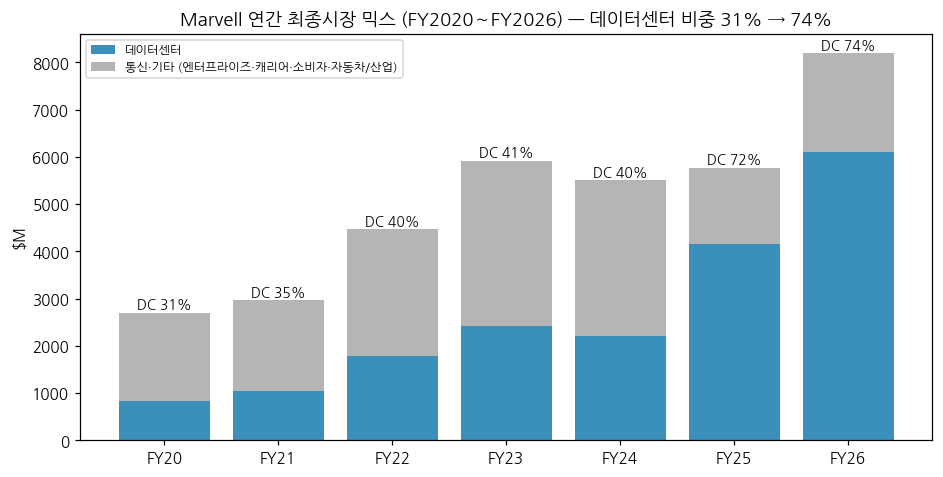 Marvell 연간 최종시장 믹스 (FY2020~FY2026) — 데이터센터 비중 31% → 74%
데이터센터
통신·기타 (엔터프라이즈·캐리어·소비자·자동차/산업)
$M
8000
7000
6000
5000
4000
3000
2000
1000
0
DC 31%
DC 35%
DC 40%
DC 41%
DC 40%
DC 72%
DC 74%
FY20
FY21
FY22
FY23
FY24
FY25
FY26